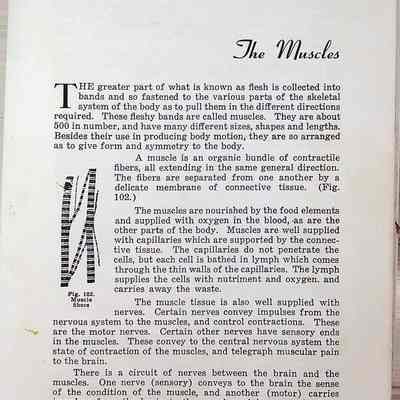 The Muscles
THE greater part of what is known as flesh is collected into
bands and so fastened to the various parts of the skeletal
system of the body as to pull them in the different directions
required. These fleshy bands are called muscles. They are about
500 in number, and have many different sizes, shapes and lengths.
Besides their use in producing body motion, they are so arranged
as to give form and symmetry to the body.
A muscle is an organic bundle of contractile
fibers, all extending in the same general direction.
The fibers are separated from one another by a
delicate membrane of connective tissue. (Fig.
102.)
The muscles are nourished by the food elements
and supplied with oxygen in the blood, as are the
other parts of the body. Muscles are well supplied
with capillaries which are supported by the connec-
tive tissue. The capillaries do not penetrate the
cells, but each cell is bathed in lymph which comes
through the thin walls of the capillaries. The lymph
supplies the cells with nutriment and oxygen, and
carries away the waste.
Fig. 102.
Muscle
The muscle tissue is also well supplied with
nerves. Certain nerves convey impulses from the
nervous system to the muscles, and control contractions. These
are the motor nerves. Certain other nerves have sensory ends
in the muscles. These convey to the central nervous system the
state of contraction of the muscles, and telegraph muscular pain
to the brain.
There is a circuit of nerves between the brain and the
muscles. One nerve (sensory) conveys to the brain the sense
of the condition of the muscle, and another (motor) carries